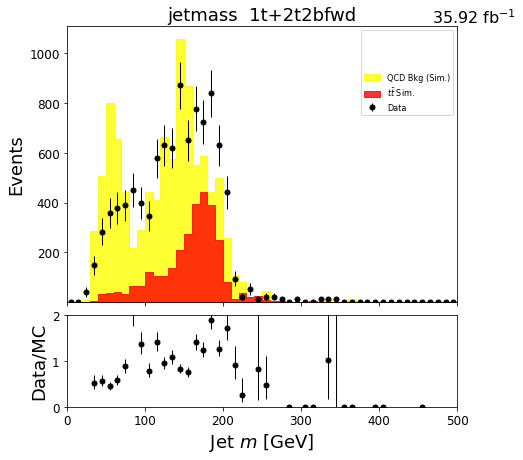 jetmass 1t+2t2bfwd
35.92 fb⁻¹
QCD Bkg (Sim.)
tt̄ Sim.
Data
Events
1000
800
600
400
200
Data/MC
2
1
0
0 100 200 300 400 500
Jet m [GeV]